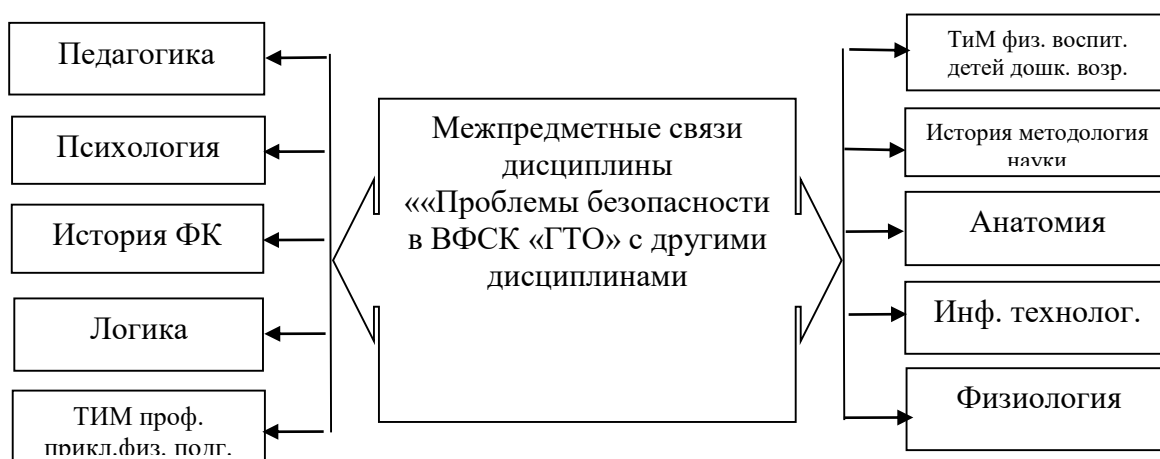 Педагогика
Психология
История ФК
Логика
ТИМ проф.
прикл.физ. подг.
Межпредметные связи
дисциплины
««Проблемы безопасности
в ВФСК «ГТО» с другими
дисциплинами
ТиМ физ. воспит.
детей дошк. возр.
История методология
науки
Анатомия
Инф. технолог.
Физиология